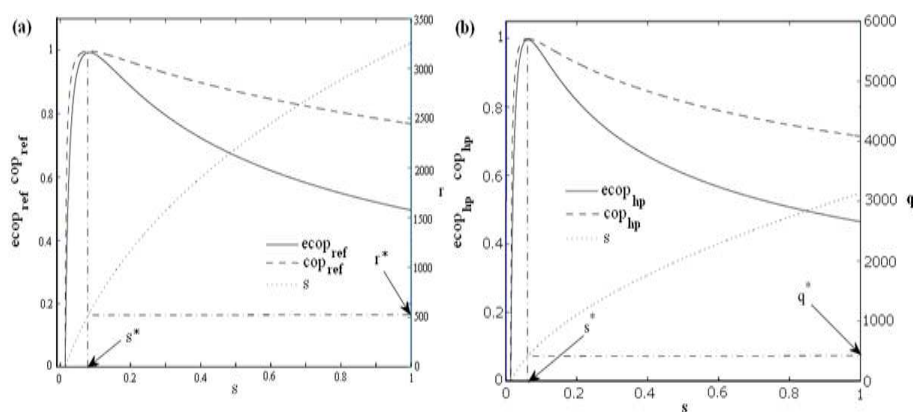 (a)
1
0.8
0.6
0.4
0.2
0
0
0.2
0.4
0.6
0.8
1
s
ecop_ref cop_ref
3500
3000
2500
2000
1500
1000
500
0
r
ecop_ref
cop_ref
s
r*
s*
(b)
1
0.8
0.6
0.4
0.2
0
0
0.2
0.4
0.6
0.8
1
s
ecop_hp cop_hp
6000
5000
4000
3000
2000
1000
0
q
ecop_hp
cop_hp
s
q*
s*